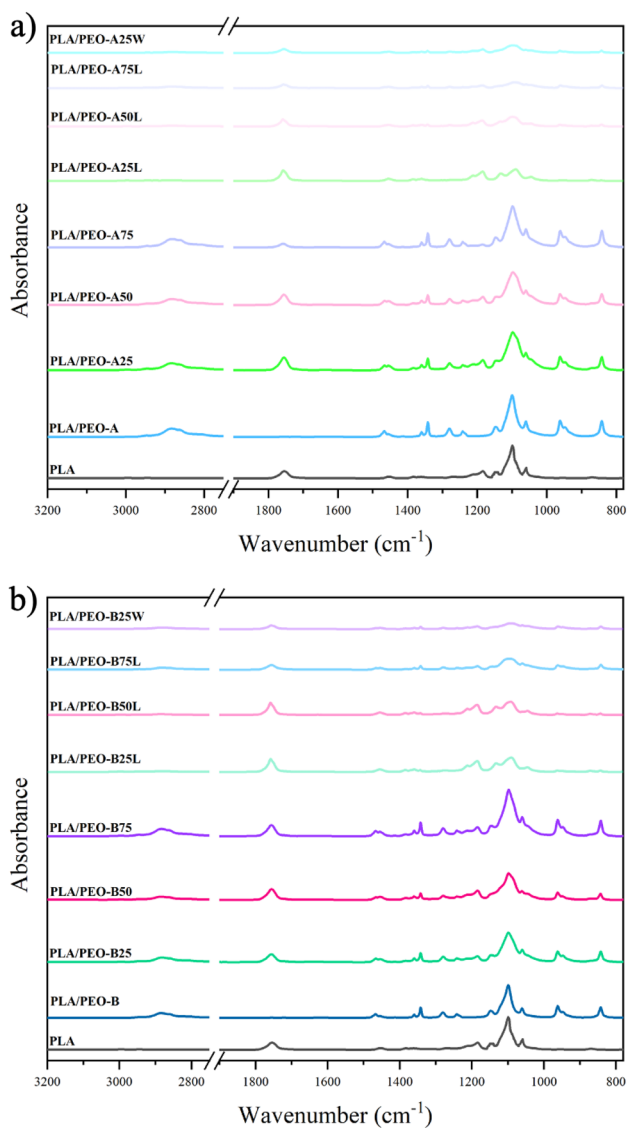 a)
PLA/PEO-A25W
PLA/PEO-A75L
PLA/PEO-A50L
PLA/PEO-A25L
PLA/PEO-A75
PLA/PEO-A50
PLA/PEO-A25
PLA/PEO-A
PLA
Absorbance
3200 3000 2800 1800 1600 1400 1200 1000 800
Wavenumber (cm⁻¹)
b)
PLA/PEO-B25W
PLA/PEO-B75L
PLA/PEO-B50L
PLA/PEO-B25L
PLA/PEO-B75
PLA/PEO-B50
PLA/PEO-B25
PLA/PEO-B
PLA
Absorbance
3200 3000 2800 1800 1600 1400 1200 1000 800
Wavenumber (cm⁻¹)